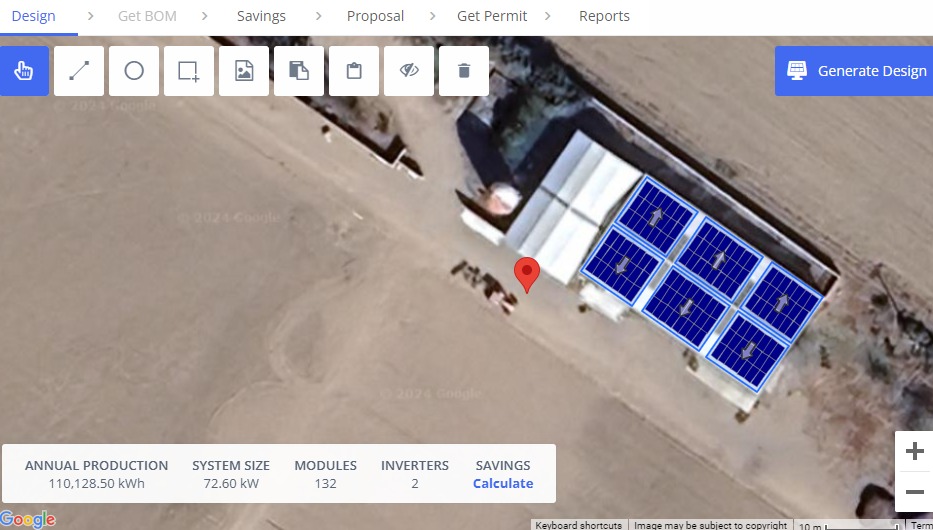 Design > Get BOM > Savings > Proposal > Get Permit > Reports
Generate Design
© 2024 Google
© 2024 Google
© 2024 Google
ANNUAL PRODUCTION SYSTEM SIZE MODULES INVERTERS SAVINGS
110,128.50 kWh 72.60 kW 132 2 Calculate
Google
Keyboard shortcuts Image may be subject to copyright 10 m Term